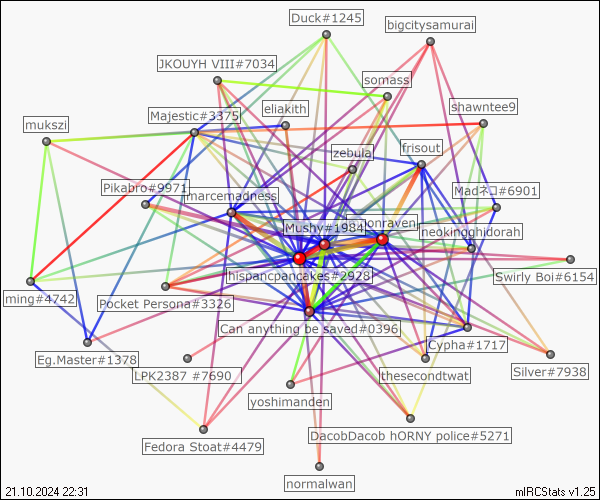 Duck#1245
bigcitysamurai
JKOUYH VIII#7034
somass
shawntee9
eliakith
Majestic#3375
mukszi
frisout
zebula
Pikabro#9971
marcemadness
Madネコ#6901
Mushy#1984
onraven
neokingghidorah
hispancpancakes#2928
Swirly Boi#6154
ming#4742
Pocket Persona#3326
Can anything be saved#0396
Cypha#1717
Eg.Master#1378
LPK2387 #7690
thesecondtwat
Silver#7938
yoshimanden
DacobDacob hORNY police#5271
Fedora Stoat#4479
normalwan
21.10.2024 22:31
mIRCStats v1.25